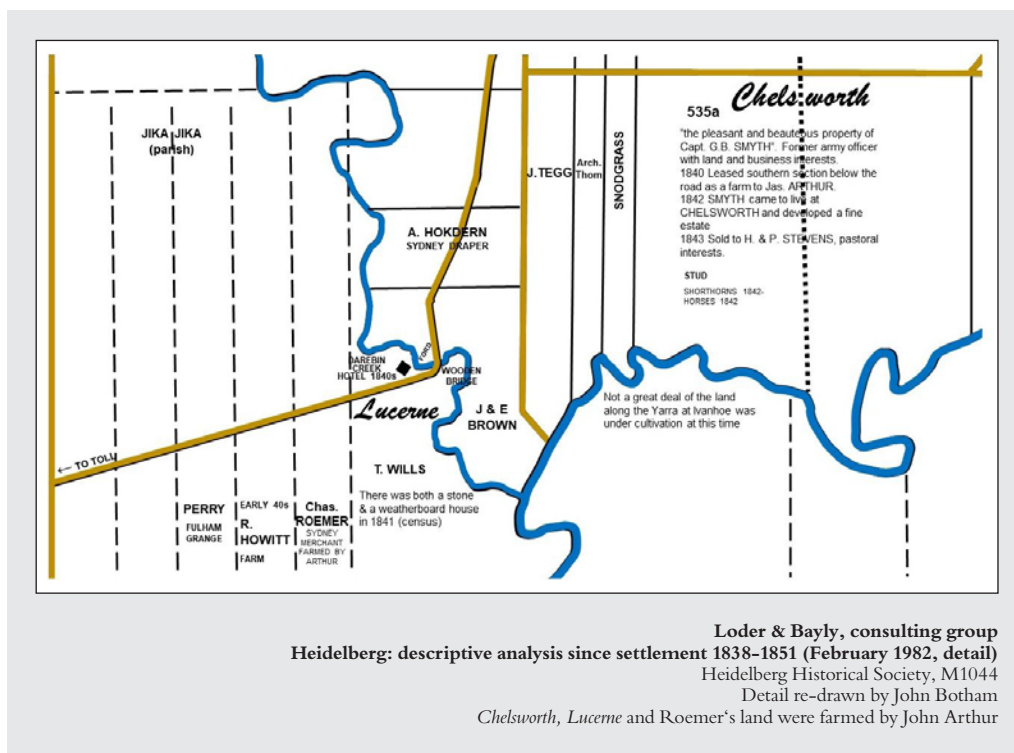 JIKA JIKA
(parish)
A. HOKDERN
SYDNEY DRAPER
J.TEGG
Arch.
Thom
SNODGRASS
535a
Chelsworth
"the pleasant and beauteous property of
Capt. G.B. SMYTH". Former army officer
with land and business interests.
1840 Leased southern section below the
road as a farm to Jas. ARTHUR.
1842 SMYTH came to live at
CHELSWORTH and developed a fine
estate
1843 Sold to H. & P. STEVENS, pastoral
interests.
STUD
SHORTHORNS 1842-
HORSES 1842
DAREBIN
CREEK
HOTEL 1840s
FORD
WOODEN
BRIDGE
Lucerne
J & E
BROWN
Not a great deal of the land
along the Yarra at Ivanhoe was
under cultivation at this time
← TO TOLL
T. WILLS
There was both a stone
& a weatherboard house
in 1841 (census)
PERRY
FULHAM
GRANGE
EARLY 40s
R.
HOWITT
FARM
Chas.
ROEMER
SYDNEY
MERCHANT
FARMED BY
ARTHUR
Loder & Bayly, consulting group
Heidelberg: descriptive analysis since settlement 1838-1851 (February 1982, detail)
Heidelberg Historical Society, M1044
Detail re-drawn by John Botham
Chelsworth, Lucerne and Roemer‘s land were farmed by John Arthur